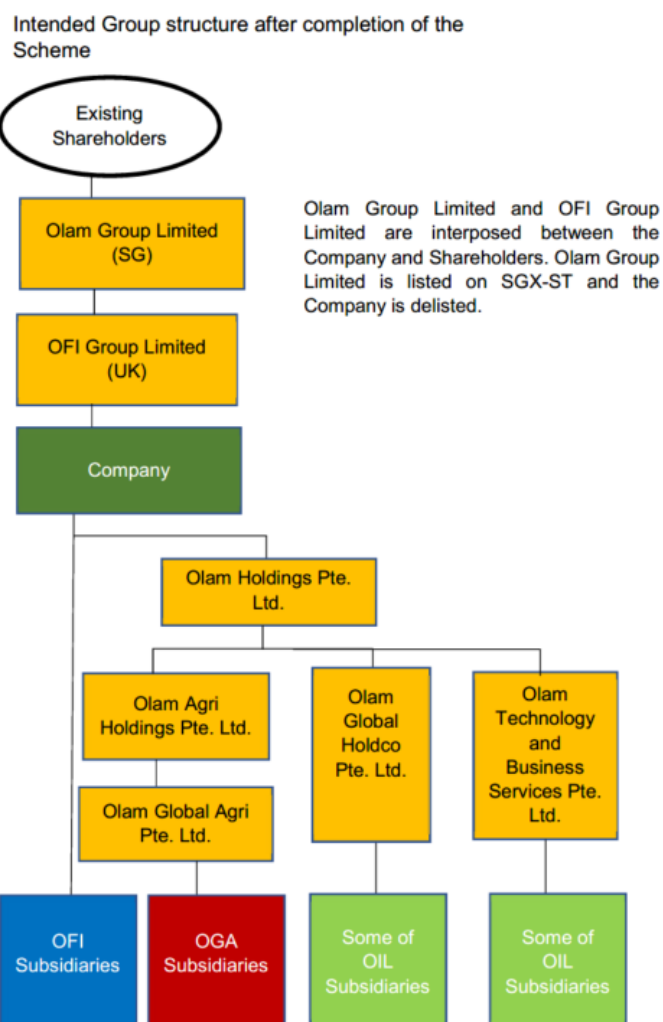 Intended Group structure after completion of the
Scheme
Existing
Shareholders
Olam Group Limited
(SG)
Olam Group Limited and OFI Group
Limited are interposed between the
Company and Shareholders. Olam Group
Limited is listed on SGX-ST and the
Company is delisted.
OFI Group Limited
(UK)
Company
Olam Holdings Pte.
Ltd.
Olam Agri
Holdings Pte. Ltd.
Olam
Global
Holdco
Pte. Ltd.
Olam
Technology
and
Business
Services Pte.
Ltd.
Olam Global Agri
Pte. Ltd.
OFI
Subsidiaries
OGA
Subsidiaries
Some of
OIL
Subsidiaries
Some of
OIL
Subsidiaries